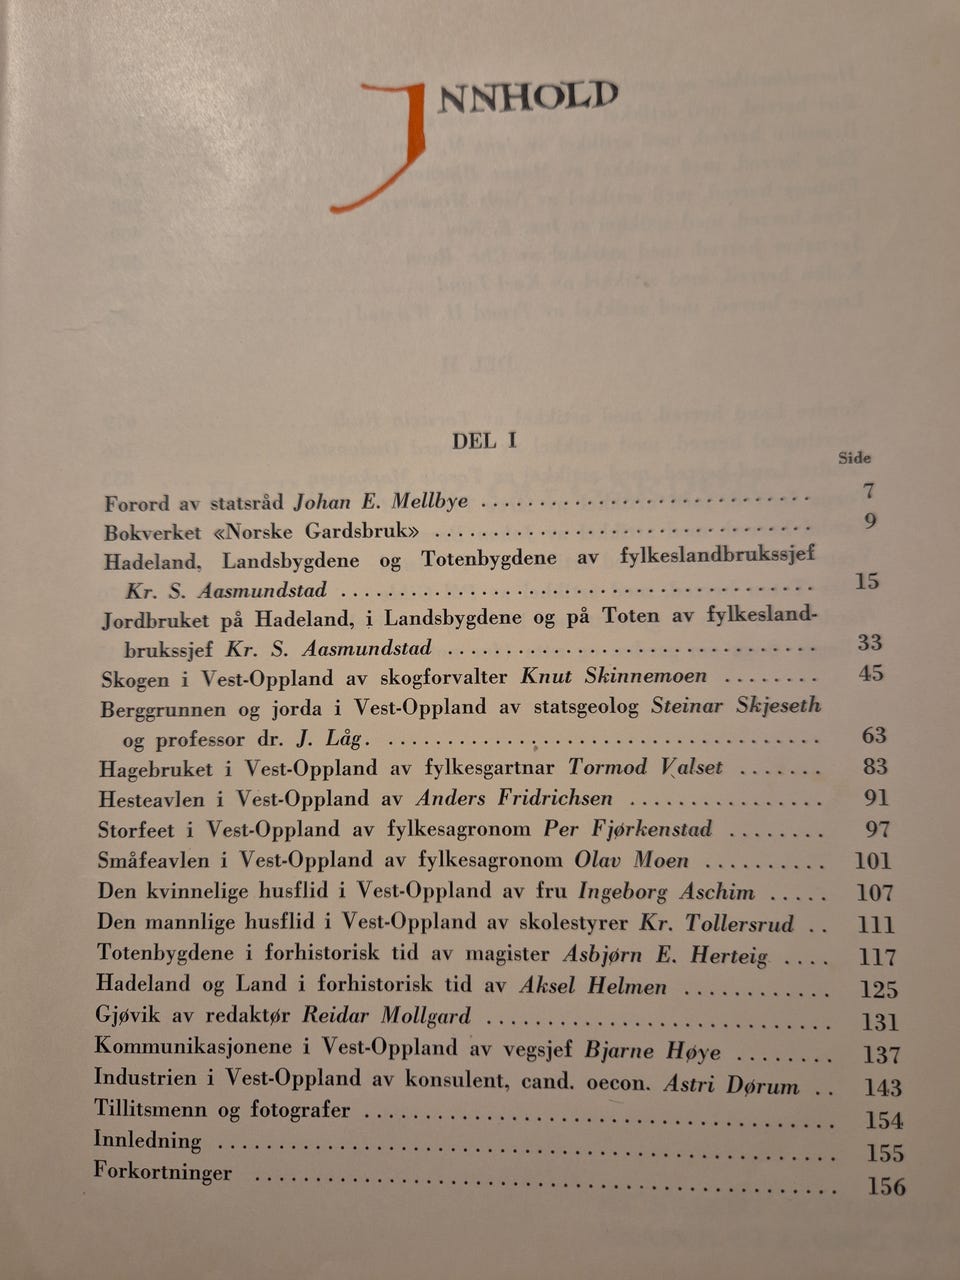 INNHOLD
DEL I
Side
Forord av statsråd Johan E. Mellbye ............................ 7
Bokverket «Norske Gardsbruk» ................................ 9
Hadeland, Landsbygdene og Totenbygdene av fylkeslandbrukssjef
Kr. S. Aasmundstad ........................................ 15
Jordbruket på Hadeland, i Landsbygdene og på Toten av fylkesland-
brukssjef Kr. S. Aasmundstad ................................ 33
Skogen i Vest-Oppland av skogforvalter Knut Skinnemoen ........ 45
Berggrunnen og jorda i Vest-Oppland av statsgeolog Steinar Skjeseth
og professor dr. J. Låg. ..................................... 63
Hagebruket i Vest-Oppland av fylkesgartnar Tormod Valset ....... 83
Hesteavlen i Vest-Oppland av Anders Fridrichsen ................ 91
Storfeet i Vest-Oppland av fylkesagronom Per Fjørkenstad ........ 97
Småfeavlen i Vest-Oppland av fylkesagronom Olav Moen .......... 101
Den kvinnelige husflid i Vest-Oppland av fru Ingeborg Aschim ..... 107
Den mannlige husflid i Vest-Oppland av skolestyrer Kr. Tollersrud .. 111
Totenbygdene i forhistorisk tid av magister Asbjørn E. Herteig .... 117
Hadeland og Land i forhistorisk tid av Aksel Helmen ............ 125
Gjøvik av redaktør Reidar Mollgard ............................ 131
Kommunikasjonene i Vest-Oppland av vegsjef Bjarne Høye ........ 137
Industrien i Vest-Oppland av konsulent, cand. oecon. Astri Dørum .. 143
Tillitsmenn og fotografer ...................................... 154
Innledning .................................................. 155
Forkortninger ............................................... 156